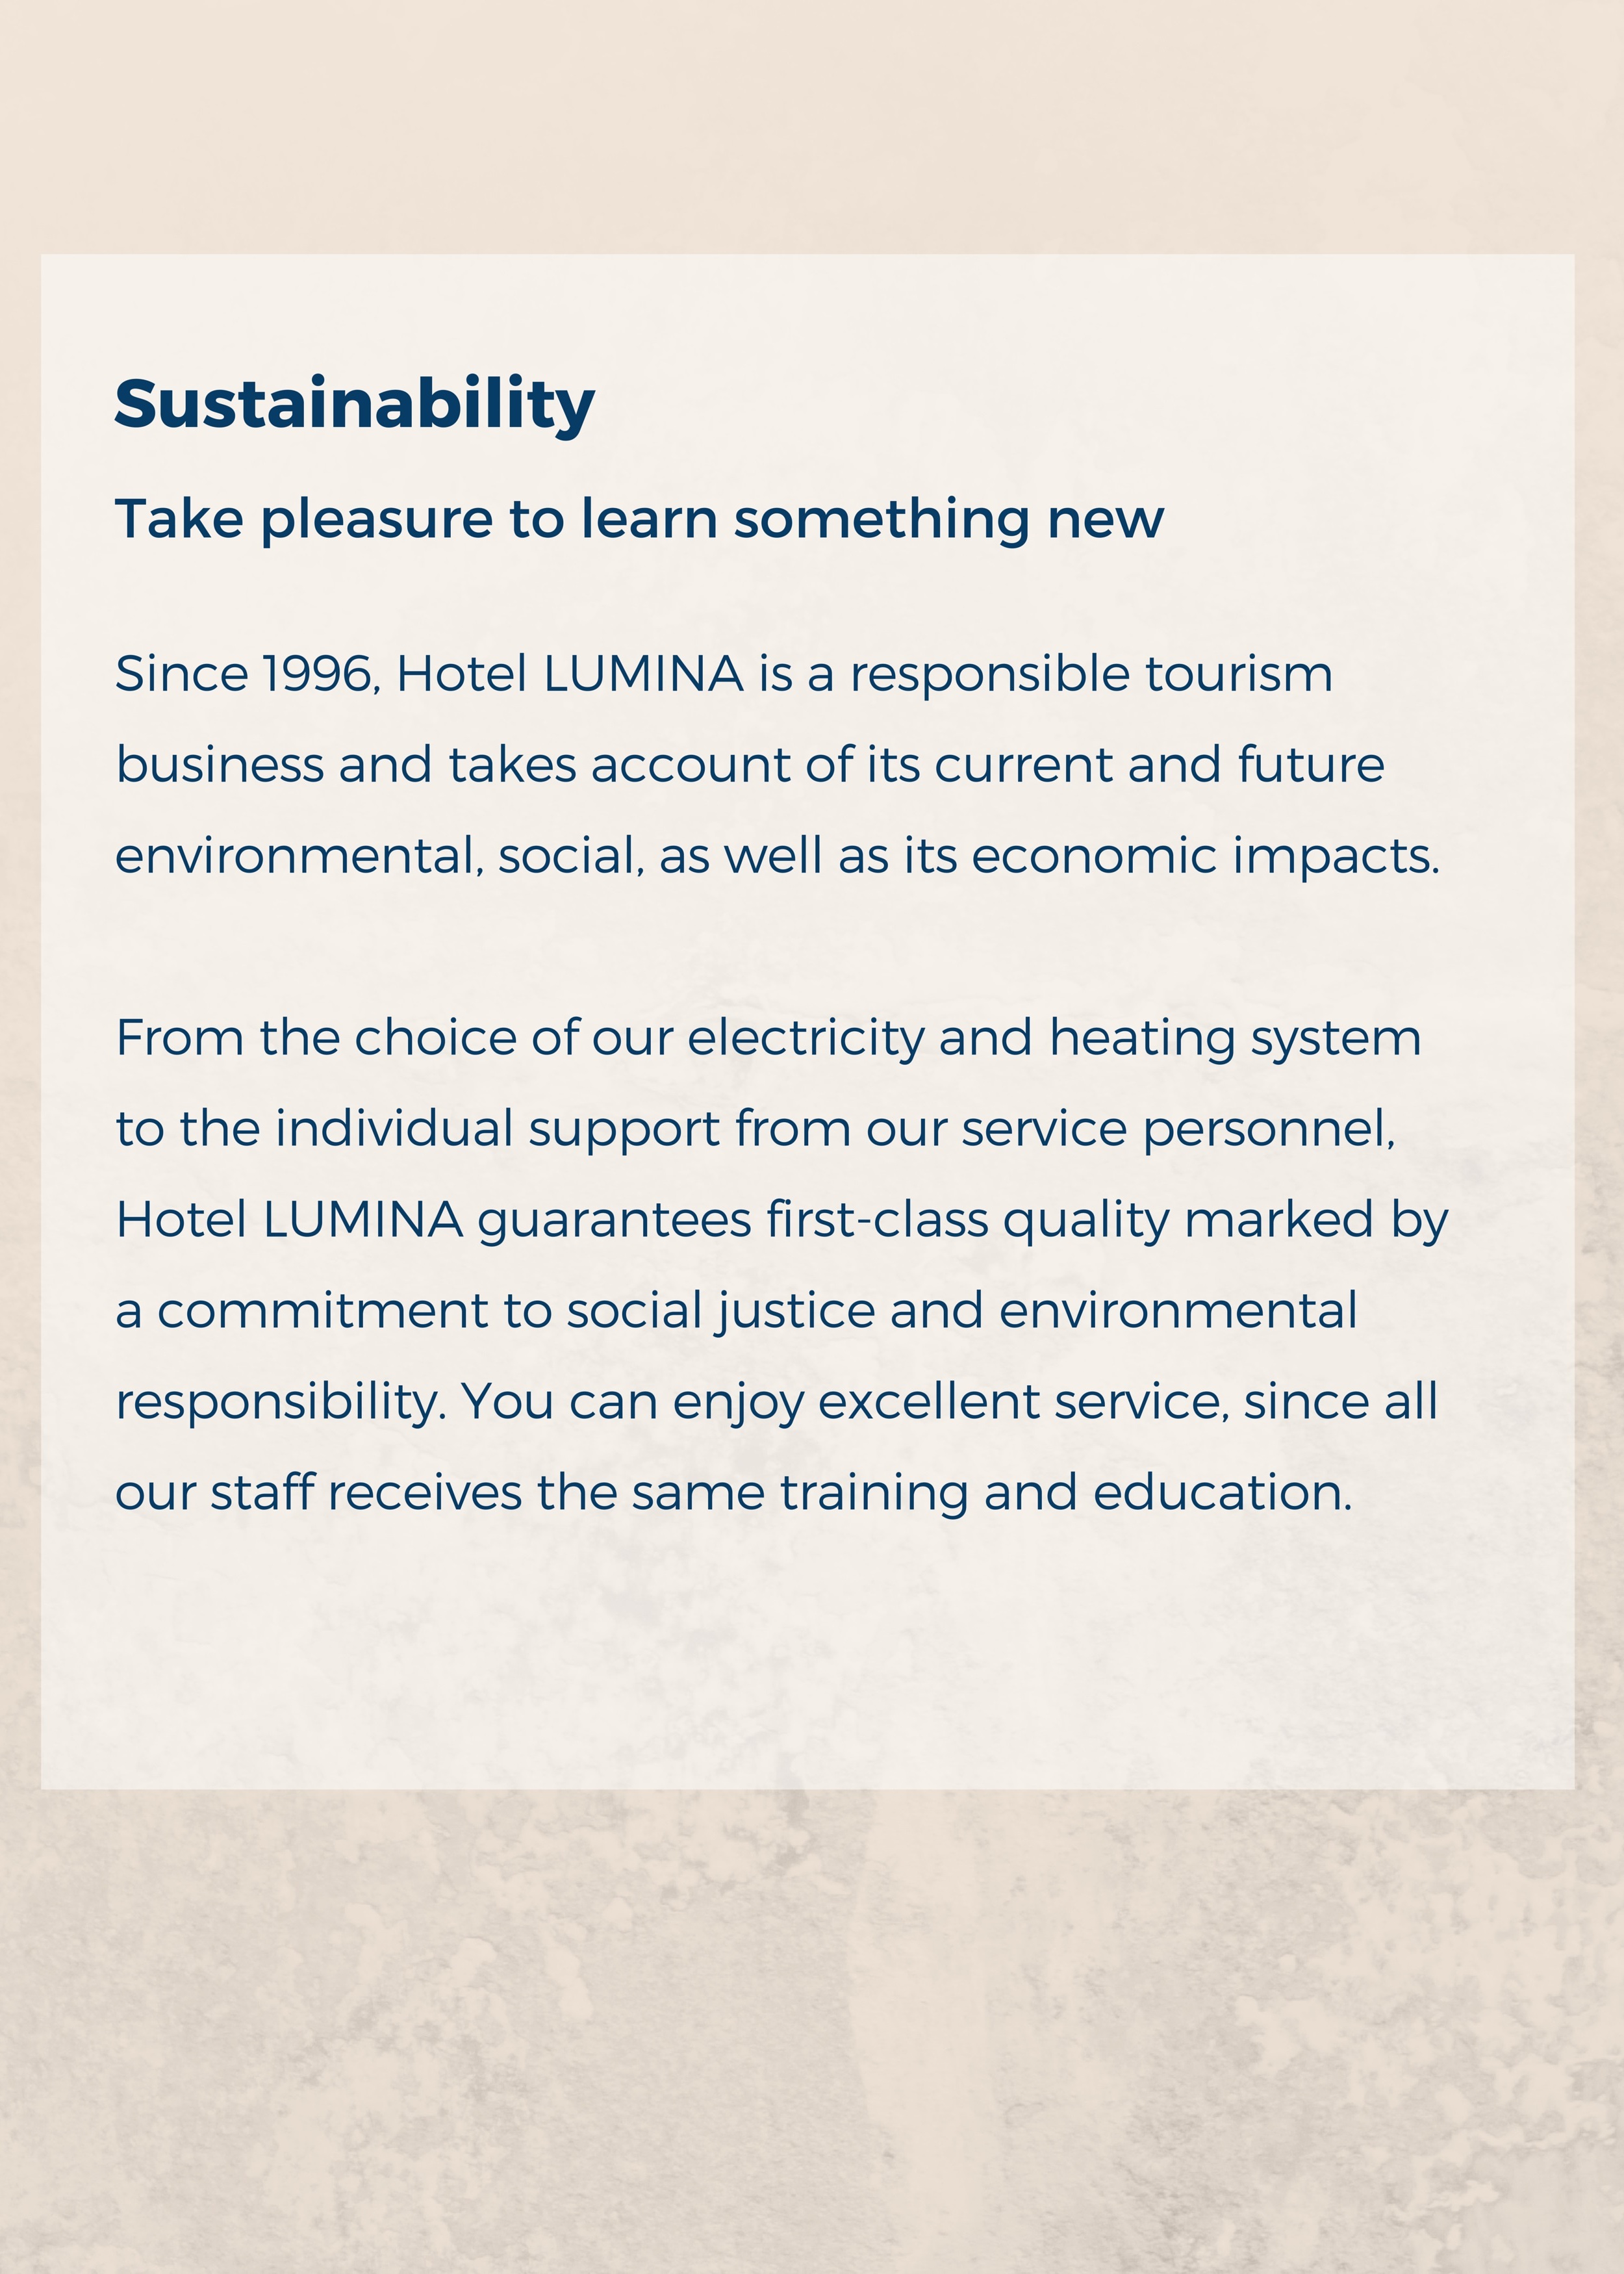 Sustainability
Take pleasure to learn something new
Since 1996, Hotel LUMINA is a responsible tourism
business and takes account of its current and future
environmental, social, as well as its economic impacts.
From the choice of our electricity and heating system
to the individual support from our service personnel,
Hotel LUMINA guarantees first-class quality marked by
a commitment to social justice and environmental
responsibility. You can enjoy excellent service, since all
our staff receives the same training and education.